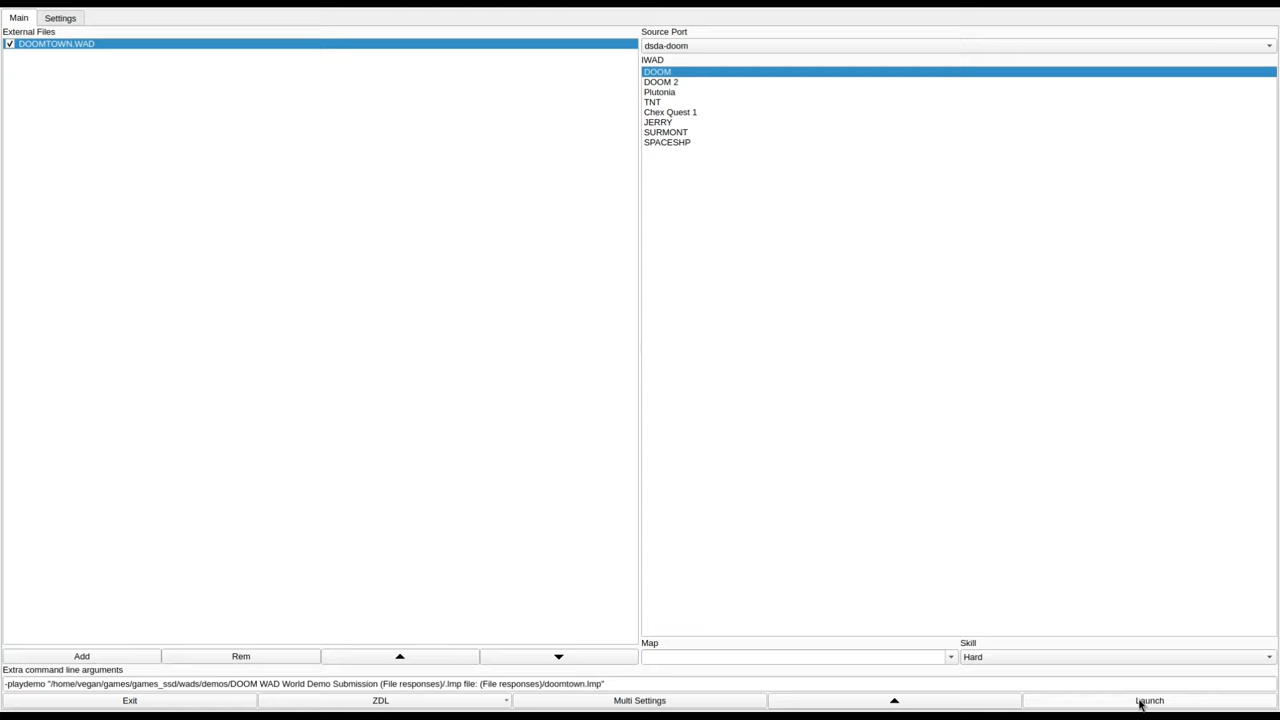 Main Settings
External Files
DOOMTOWN.WAD
Source Port
dsda-doom
IWAD
DOOM
DOOM 2
Plutonia
TNT
Chex Quest 1
JERRY
SURMONT
SPACESHP
Map Skill
Hard
Add Rem
Extra command line arguments
-playdemo "/home/vegan/games/games_ssd/wads/demos/DOOM WAD World Demo Submission (File responses)/.lmp file: (File responses)/doomtown.lmp"
Exit ZDL Multi Settings Launch